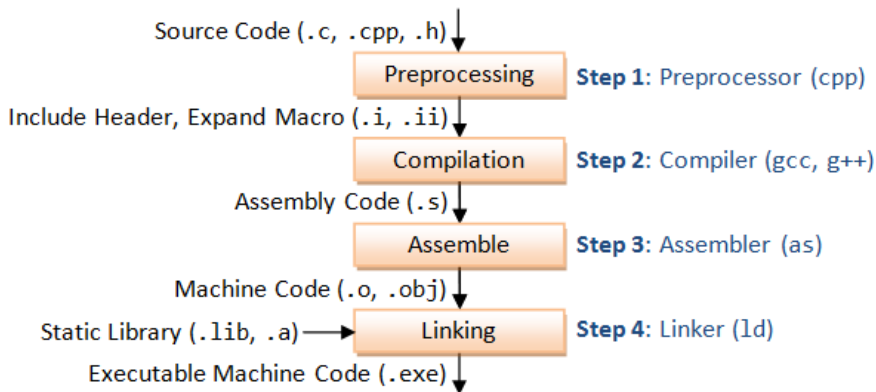 Source Code (.c, .cpp, .h)
Preprocessing
Step 1: Preprocessor (cpp)
Include Header, Expand Macro (.i, .ii)
Compilation
Step 2: Compiler (gcc, g++)
Assembly Code (.s)
Assemble
Step 3: Assembler (as)
Machine Code (.o, .obj)
Static Library (.lib, .a)
Linking
Step 4: Linker (ld)
Executable Machine Code (.exe)